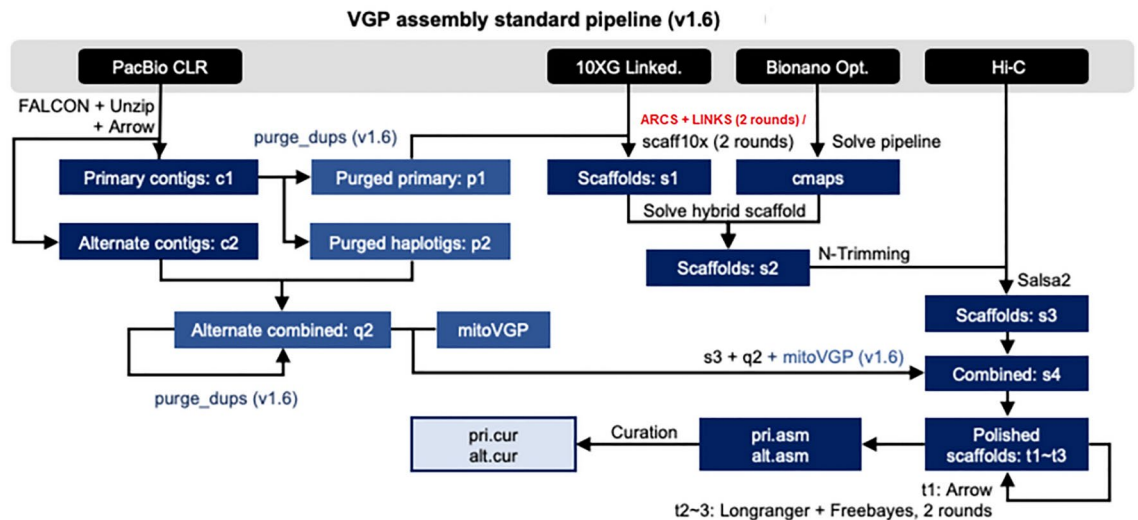 VGP assembly standard pipeline (v1.6)
PacBio CLR
10XG Linked.
Bionano Opt.
Hi-C
FALCON + Unzip
+ Arrow
purge_dups (v1.6)
ARCS + LINKS (2 rounds) /
scaff10x (2 rounds)
Solve pipeline
Primary contigs: c1
Purged primary: p1
Scaffolds: s1
cmaps
Solve hybrid scaffold
Alternate contigs: c2
Purged haplotigs: p2
Scaffolds: s2
N-Trimming
Salsa2
Scaffolds: s3
Alternate combined: q2
mitoVGP
s3 + q2 + mitoVGP (v1.6)
Combined: s4
purge_dups (v1.6)
pri.cur
alt.cur
Curation
pri.asm
alt.asm
Polished
scaffolds: t1~t3
t1: Arrow
t2~3: Longranger + Freebayes, 2 rounds